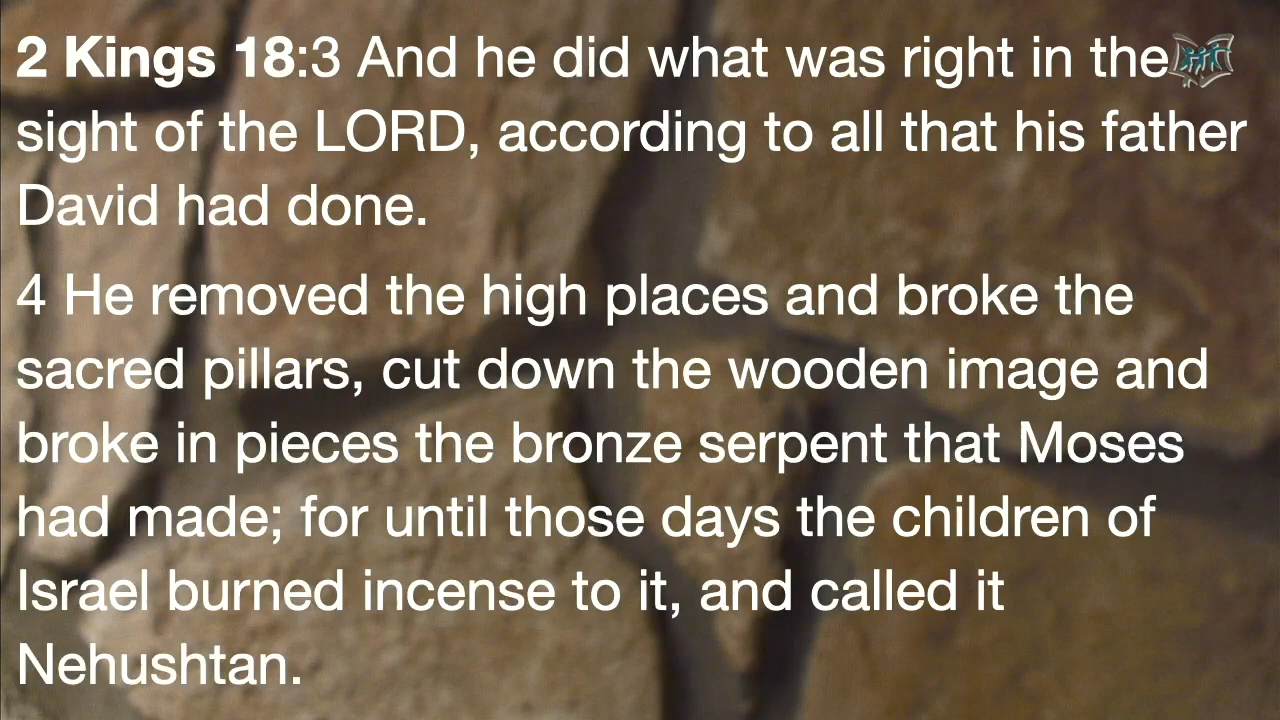 2 Kings 18:3 And he did what was right in the
sight of the LORD, according to all that his father
David had done.
4 He removed the high places and broke the
sacred pillars, cut down the wooden image and
broke in pieces the bronze serpent that Moses
had made; for until those days the children of
Israel burned incense to it, and called it
Nehushtan.